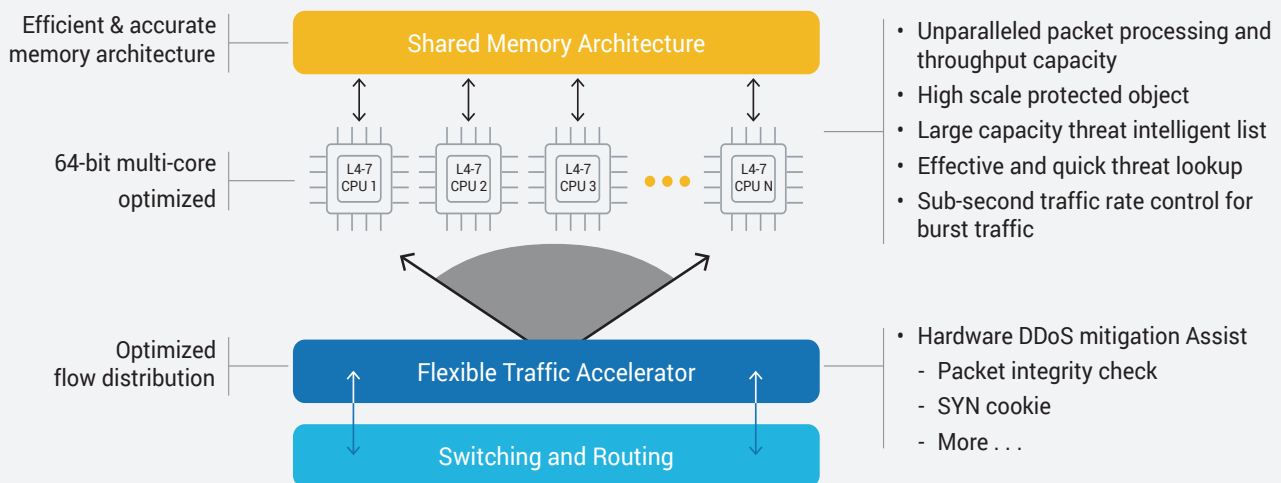 Efficient & accurate
memory architecture
Shared Memory Architecture
• Unparalleled packet processing and
throughput capacity
• High scale protected object
• Large capacity threat intelligent list
• Effective and quick threat lookup
• Sub-second traffic rate control for
burst traffic
64-bit multi-core
optimized
L4-7
CPU 1
L4-7
CPU 2
L4-7
CPU 3
L4-7
CPU N
Optimized
flow distribution
Flexible Traffic Accelerator
• Hardware DDoS mitigation Assist
- Packet integrity check
- SYN cookie
- More . . .
Switching and Routing